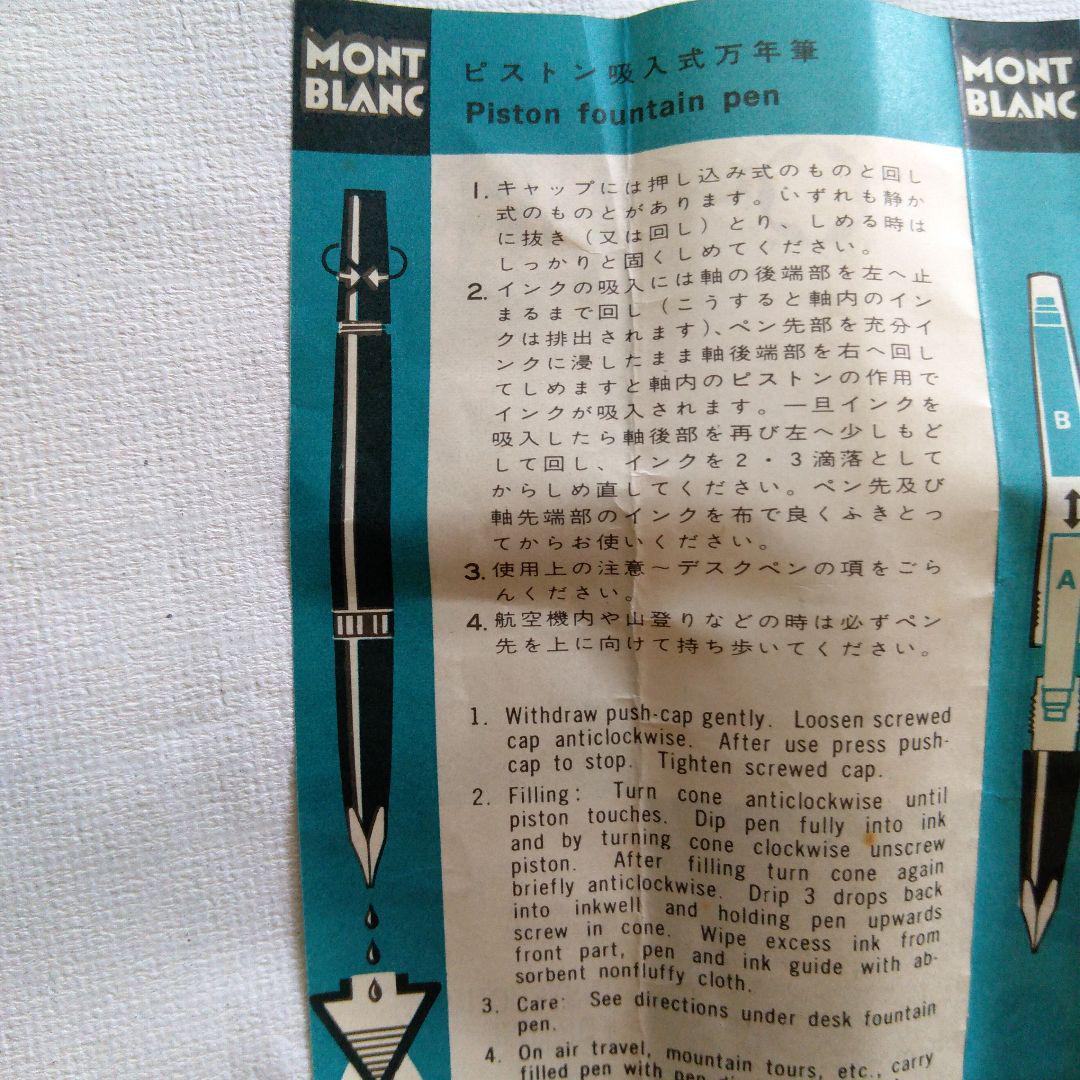 MONT
BLANC
ピストン吸入式万年筆
Piston fountain pen
1. キャップには押し込み式のものと回し
式のものとがあります。いずれも静か
に抜き（又は回し）とり、しめる時は
しっかりと固くしめてください。
2. インクの吸入には軸の後端部を左へ止
まるまで回し（こうすると軸内のイン
クは排出されます）、ペン先部を充分イ
ンクに浸したまま軸後端部を右へ回し
てしめますと軸内のピストンの作用で
インクが吸入されます。一旦インクを
吸入したら軸後部を再び左へ少しもど
して回し、インクを2・3滴落として
からしめ直してください。ペン先及び
軸先端部のインクを布で良くふきとっ
てからお使いください。
3. 使用上の注意〜デスクペンの項をごら
んください。
4. 航空機内や山登りなどの時は必ずペン
先を上に向けて持ち歩いてください。
1. Withdraw push-cap gently. Loosen screwed
cap anticlockwise. After use press push-
cap to stop. Tighten screwed cap.
2. Filling: Turn cone anticlockwise until
piston touches. Dip pen fully into ink
and by turning cone clockwise unscrew
piston. After filling turn cone again
briefly anticlockwise. Drip 3 drops back
into inkwell and holding pen upwards
screw in cone. Wipe excess ink from
front part, pen and ink guide with ab-
sorbent nonfluffy cloth.
3. Care: See directions under desk fountain
pen.
4. On air travel, mountain tours, etc., carry
filled pen with pen
MONT
BLANC
B
A